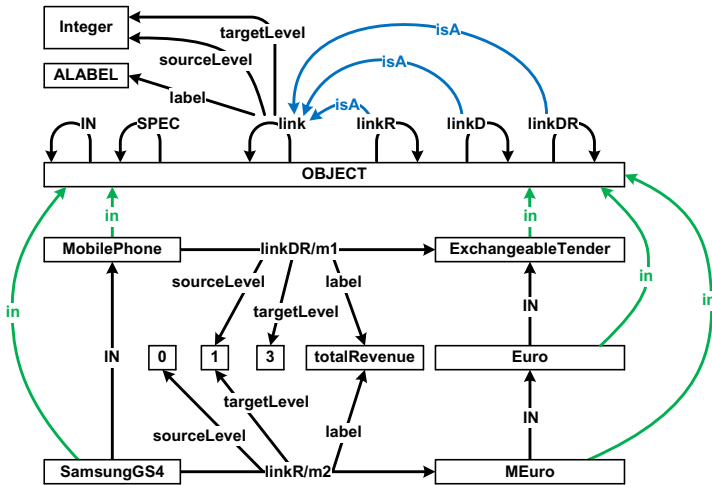 Integer
targetLevel
isA
sourceLevel
isA
ALABEL
label
isA
IN
SPEC
link
linkR
linkD
linkDR
OBJECT
in
in
MobilePhone
linkDR/m1
ExchangeableTender
in
sourceLevel
label
in
in
targetLevel
IN
IN
0
1
3
totalRevenue
Euro
targetLevel
IN
sourceLevel
label
SamsungGS4
linkR/m2
MEuro